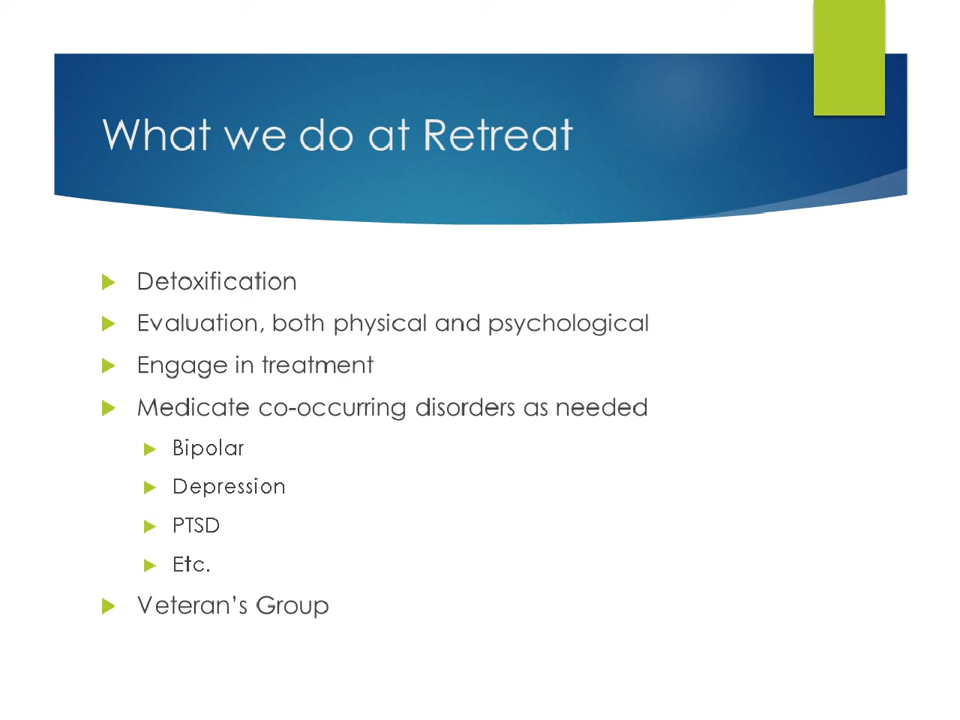 What we do at Retreat
Detoxification
Evaluation, both physical and psychological
Engage in treatment
Medicate co-occurring disorders as needed
Bipolar
Depression
PTSD
Etc.
Veteran’s Group